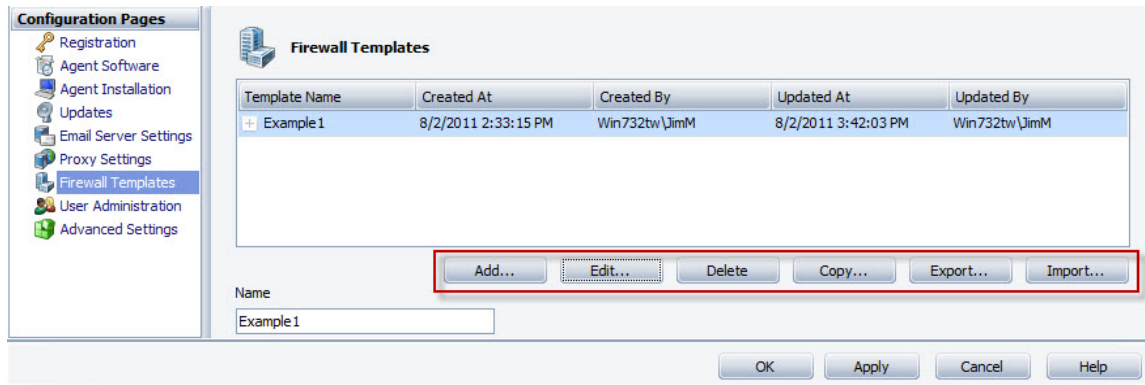 Configuration Pages
Registration
Agent Software
Agent Installation
Updates
Email Server Settings
Proxy Settings
Firewall Templates
User Administration
Advanced Settings
Firewall Templates
Template Name Created At Created By Updated At Updated By
Example1 8/2/2011 2:33:15 PM Win732tw\JimM 8/2/2011 3:42:03 PM Win732tw\JimM
Add... Edit... Delete Copy... Export... Import...
Name
Example1
OK Apply Cancel Help